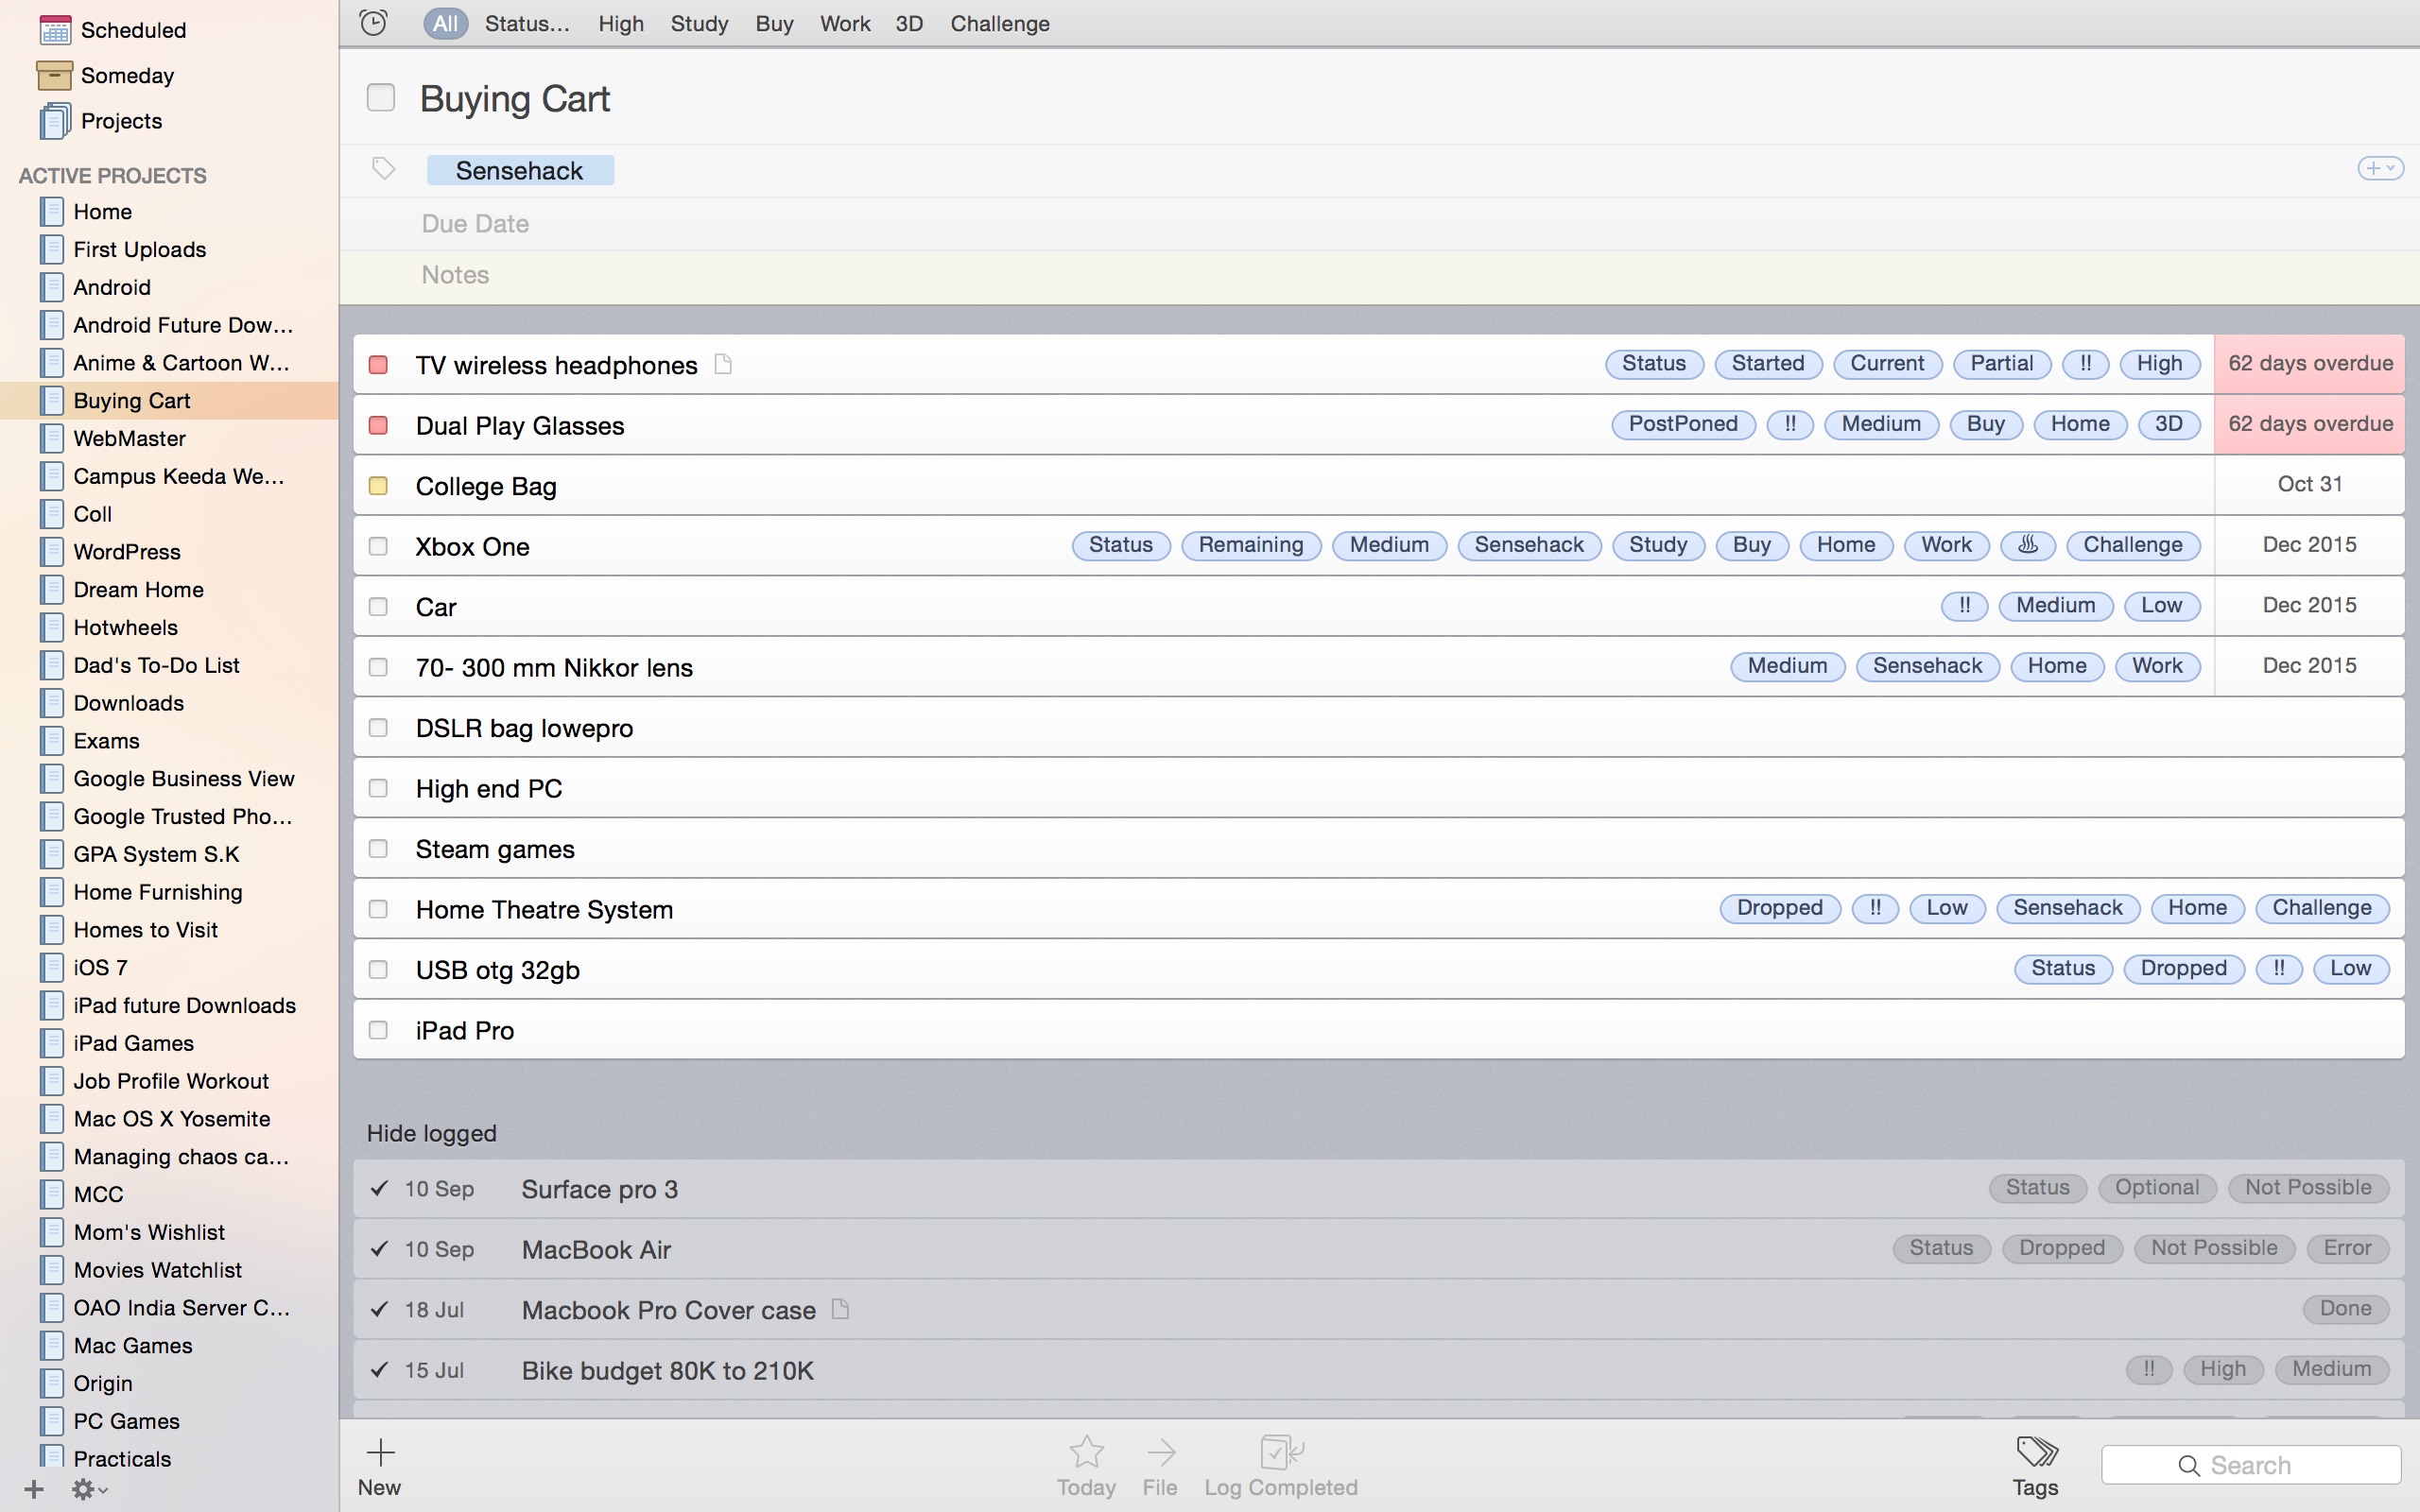 Scheduled
Someday
Projects
ACTIVE PROJECTS
Home
First Uploads
Android
Android Future Dow...
Anime & Cartoon W...
Buying Cart
WebMaster
Campus Keeda We...
Coll
WordPress
Dream Home
Hotwheels
Dad's To-Do List
Downloads
Exams
Google Business View
Google Trusted Pho...
GPA System S.K
Home Furnishing
Homes to Visit
iOS 7
iPad future Downloads
iPad Games
Job Profile Workout
Mac OS X Yosemite
Managing chaos ca...
MCC
Mom's Wishlist
Movies Watchlist
OAO India Server C...
Mac Games
Origin
PC Games
Practicals
All Status... High Study Buy Work 3D Challenge
Buying Cart
Sensehack
Due Date
Notes
TV wireless headphones Status Started Current Partial !! High 62 days overdue
Dual Play Glasses PostPoned !! Medium Buy Home 3D 62 days overdue
College Bag Oct 31
Xbox One Status Remaining Medium Sensehack Study Buy Home Work ♨ Challenge Dec 2015
Car !! Medium Low Dec 2015
70- 300 mm Nikkor lens Medium Sensehack Home Work Dec 2015
DSLR bag lowepro
High end PC
Steam games
Home Theatre System Dropped !! Low Sensehack Home Challenge
USB otg 32gb Status Dropped !! Low
iPad Pro
Hide logged
10 Sep Surface pro 3 Status Optional Not Possible
10 Sep MacBook Air Status Dropped Not Possible Error
18 Jul Macbook Pro Cover case Done
15 Jul Bike budget 80K to 210K !! High Medium
New Today File Log Completed Tags Search